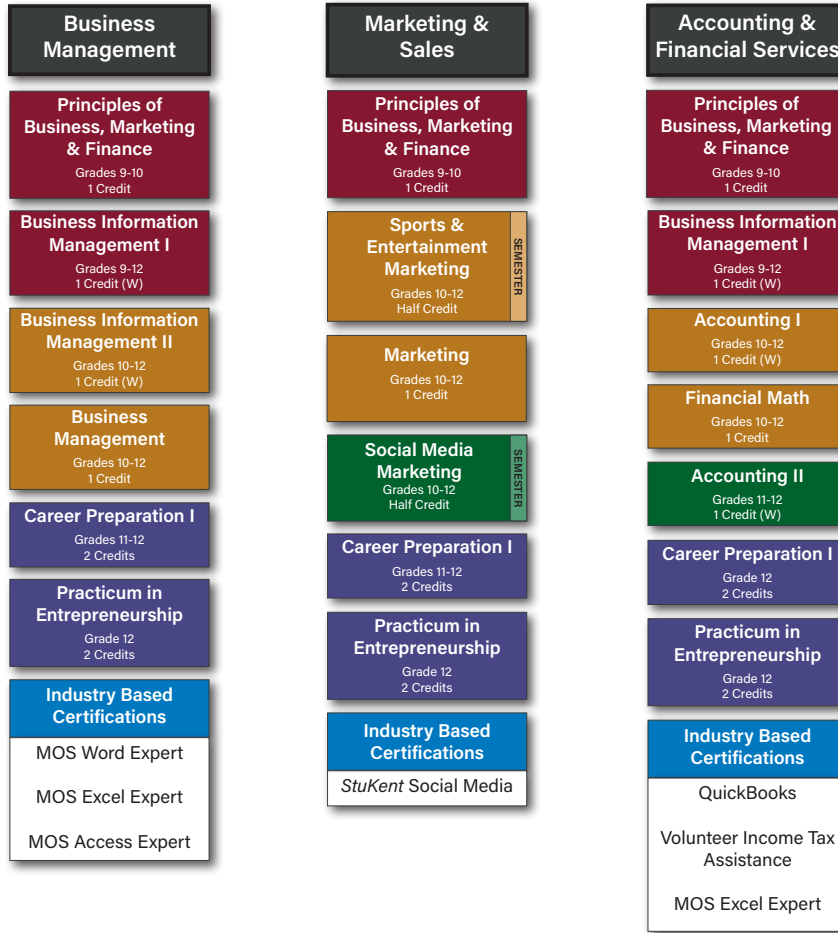 Business
Management
Principles of
Business, Marketing
& Finance
Grades 9-10
1 Credit
Business Information
Management I
Grades 9-12
1 Credit (W)
Business Information
Management II
Grades 10-12
1 Credit (W)
Business
Management
Grades 10-12
1 Credit
Career Preparation I
Grades 11-12
2 Credits
Practicum in
Entrepreneurship
Grade 12
2 Credits
Industry Based
Certifications
MOS Word Expert
MOS Excel Expert
MOS Access Expert
Marketing &
Sales
Principles of
Business, Marketing
& Finance
Grades 9-10
1 Credit
Sports &
Entertainment
Marketing
Grades 10-12
Half Credit
SEMESTER
Marketing
Grades 10-12
1 Credit
Social Media
Marketing
Grades 10-12
Half Credit
SEMESTER
Career Preparation I
Grades 11-12
2 Credits
Practicum in
Entrepreneurship
Grade 12
2 Credits
Industry Based
Certifications
StuKent Social Media
Accounting &
Financial Services
Principles of
Business, Marketing
& Finance
Grades 9-10
1 Credit
Business Information
Management I
Grades 9-12
1 Credit (W)
Accounting I
Grades 10-12
1 Credit (W)
Financial Math
Grades 10-12
1 Credit
Accounting II
Grades 11-12
1 Credit (W)
Career Preparation I
Grade 12
2 Credits
Practicum in
Entrepreneurship
Grade 12
2 Credits
Industry Based
Certifications
QuickBooks
Volunteer Income Tax
Assistance
MOS Excel Expert